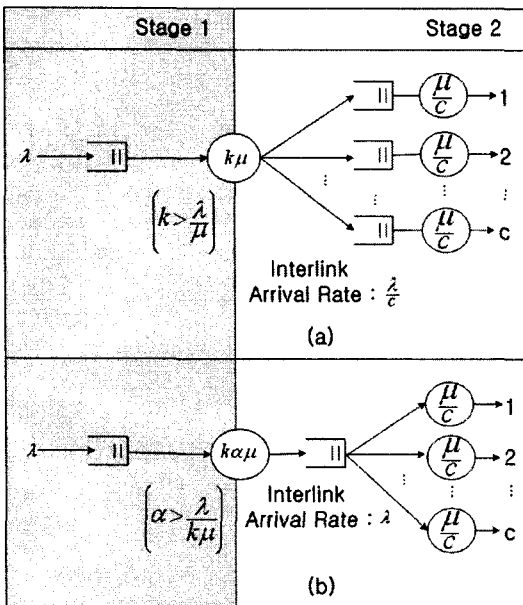 Stage 1 Stage 2
μ/c 1
λ kμ μ/c 2
(k > λ/μ) μ/c c
Interlink
Arrival Rate : λ/c
(a)
μ/c 1
λ kαμ μ/c 2
Interlink
(α > λ/kμ) Arrival Rate : λ μ/c c
(b)